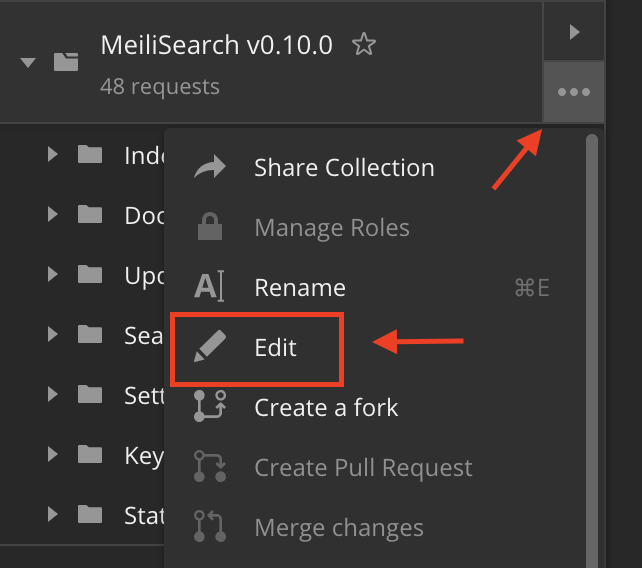 MeiliSearch v0.10.0
48 requests
Share Collection
Manage Roles
Rename ⌘E
Edit
Create a fork
Create Pull Request
Merge changes
Inde
Doc
Upd
Sea
Sett
Key
Stat